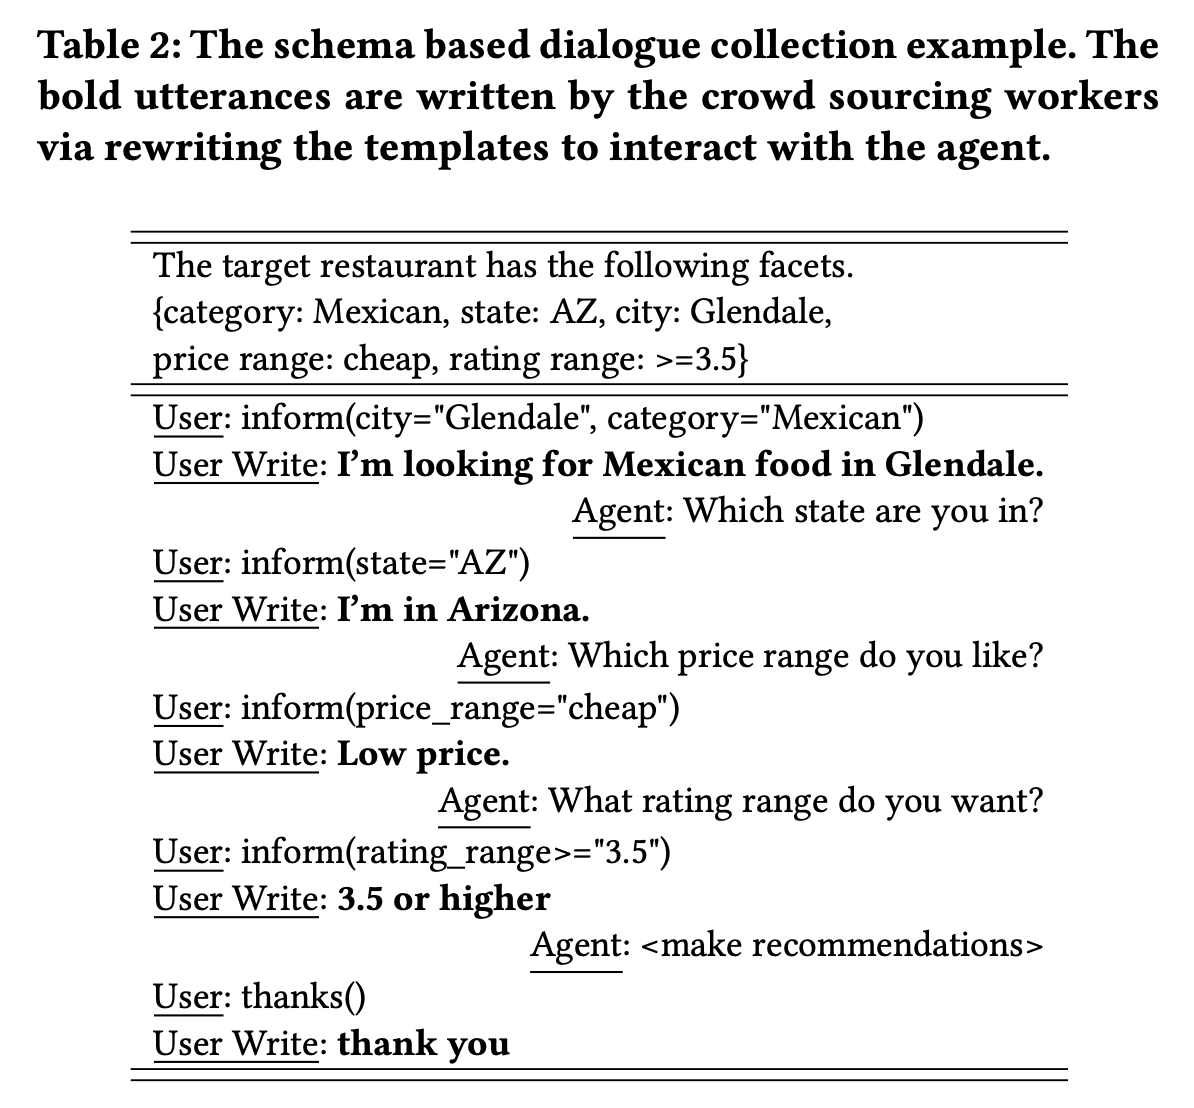 Table 2: The schema based dialogue collection example. The
bold utterances are written by the crowd sourcing workers
via rewriting the templates to interact with the agent.
The target restaurant has the following facets.
{category: Mexican, state: AZ, city: Glendale,
price range: cheap, rating range: >=3.5}
User: inform(city="Glendale", category="Mexican")
User Write: I'm looking for Mexican food in Glendale.
Agent: Which state are you in?
User: inform(state="AZ")
User Write: I'm in Arizona.
Agent: Which price range do you like?
User: inform(price_range="cheap")
User Write: Low price.
Agent: What rating range do you want?
User: inform(rating_range>="3.5")
User Write: 3.5 or higher
Agent: <make recommendations>
User: thanks()
User Write: thank you